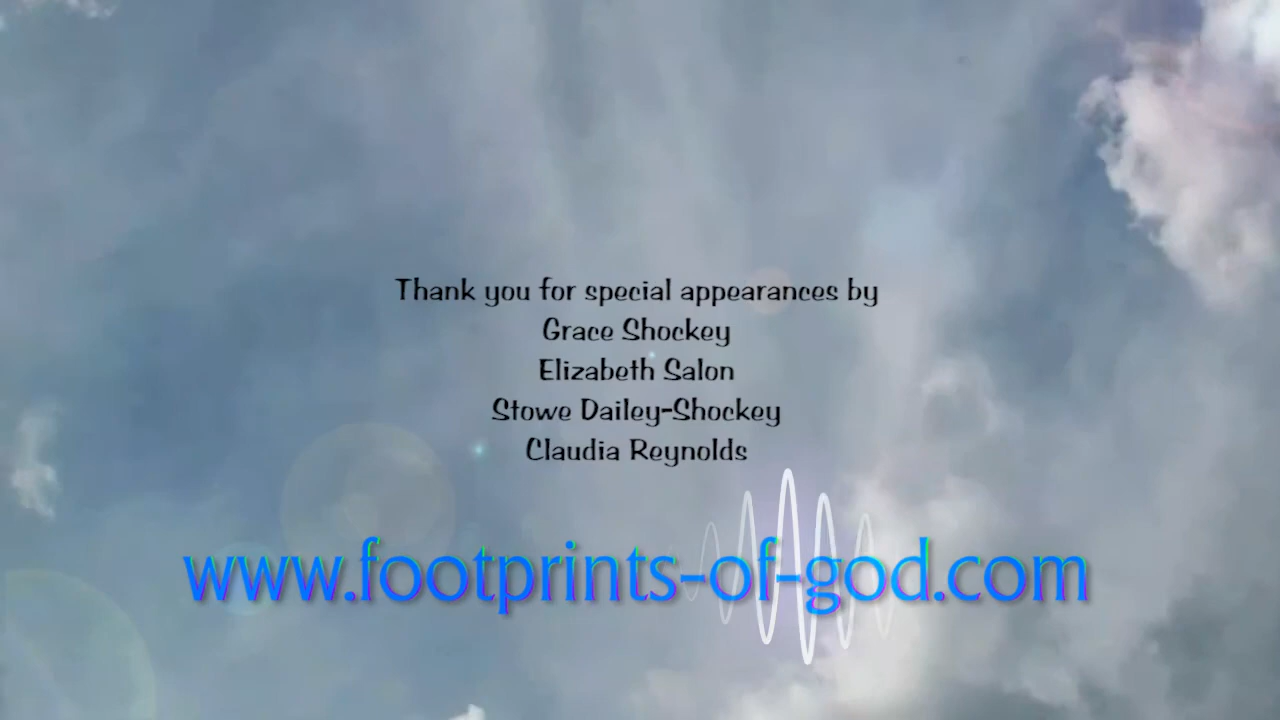 Thank you for special appearances by
Grace Shockey
Elizabeth Salon
Stowe Dailey-Shockey
Claudia Reynolds
www.footprints-of-god.com